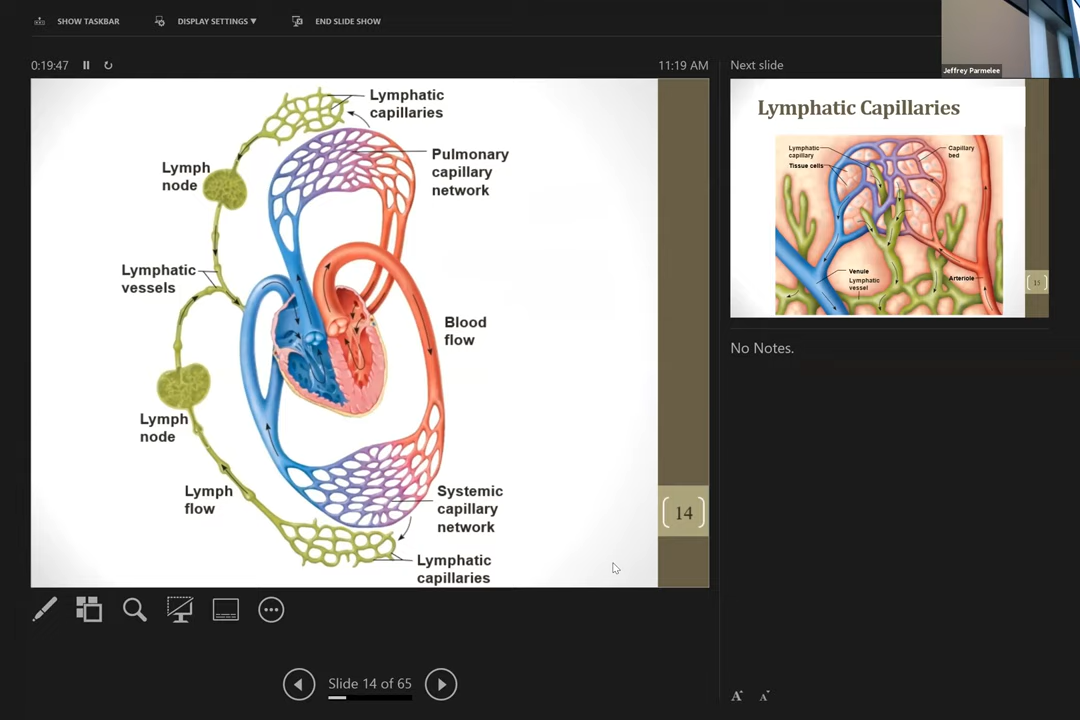 SHOW TASKBAR
DISPLAY SETTINGS ▼
END SLIDE SHOW
0:19:47
11:19 AM
Next slide
Jeffrey Parmelee
Lymphatic
capillaries
Pulmonary
capillary
network
Lymph
node
Lymphatic
vessels
Blood
flow
Lymph
node
Lymph
flow
Systemic
capillary
network
Lymphatic
capillaries
14
Lymphatic Capillaries
Lymphatic
capillary
Tissue cells
Capillary
bed
Venule
Lymphatic
vessel
Arteriole
15
No Notes.
Slide 14 of 65
A
A